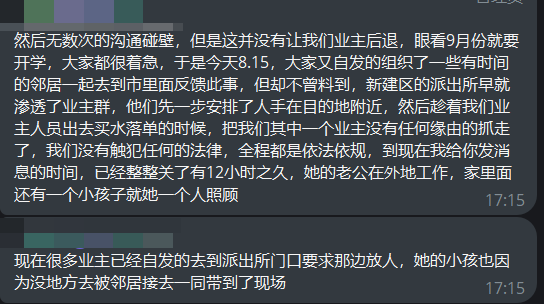 然后无数次的沟通碰壁，但是这并没有让我们业主后退，眼看9月份就要
开学，大家都很着急，于是今天8.15，大家又自发的组织了一些有时间
的邻居一起去到市里面反馈此事，但却不曾料到，新建区的派出所早就
渗透了业主群，他们先一步安排了人手在目的地附近，然后趁着我们业
主人员出去买水落单的时候，把我们其中一个业主没有任何缘由的抓走
了，我们没有触犯任何的法律，全程都是依法依规，到现在我给你发消
息的时间，已经整整关了有12小时之久，她的老公在外地工作，家里面
还有一个小孩子就她一个人照顾
17:15
现在很多业主已经自发的去到派出所门口要求那边放人，她的小孩也因
为没地方去被邻居接去一同带到了现场
17:15